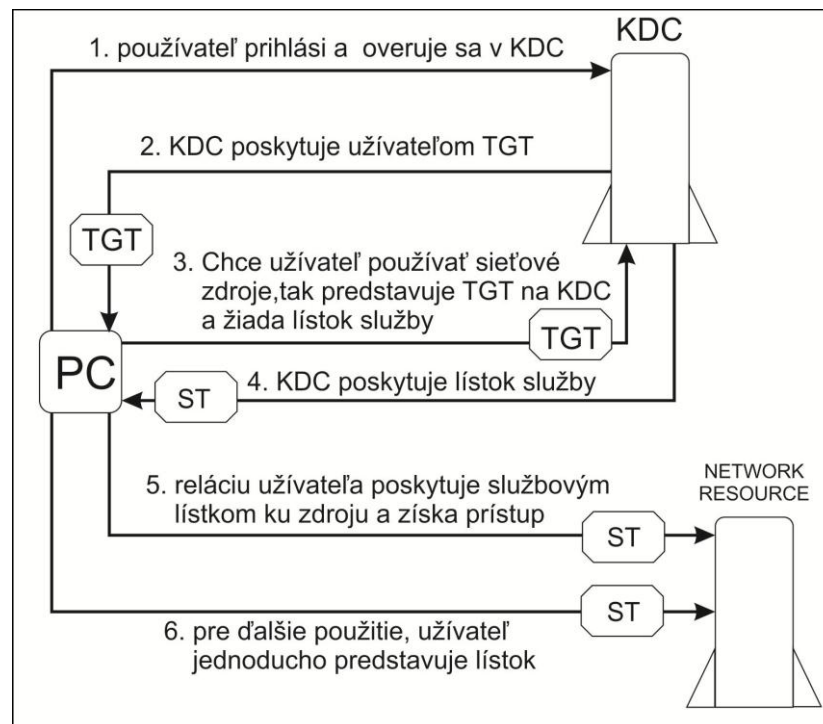 1. používateľ prihlási a overuje sa v KDC
KDC
2. KDC poskytuje užívateľom TGT
TGT
3. Chce užívateľ používať sieťové
zdroje,tak predstavuje TGT na KDC
a žiada lístok služby
TGT
PC
4. KDC poskytuje lístok služby
ST
5. reláciu užívateľa poskytuje službovým
lístkom ku zdroju a získa prístup
NETWORK
RESOURCE
ST
ST
6. pre ďalšie použitie, užívateľ
jednoducho predstavuje lístok